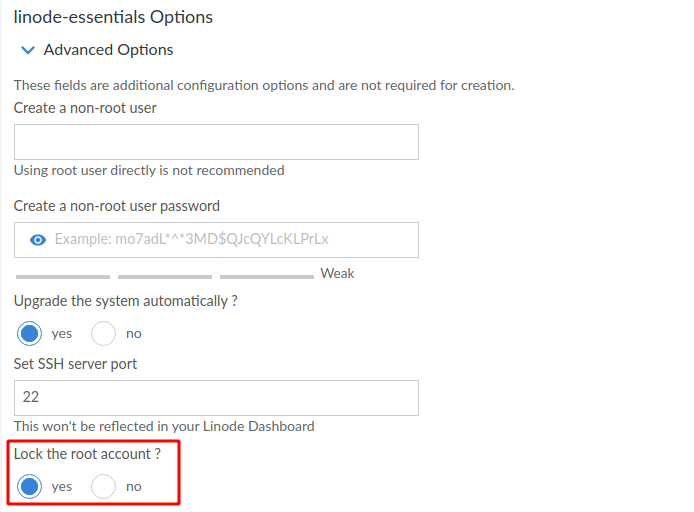 linode-essentials Options
Advanced Options
These fields are additional configuration options and are not required for creation.
Create a non-root user
Using root user directly is not recommended
Create a non-root user password
Example: mo7adL*^*3MD$QJcQYLcKLPrLx
Weak
Upgrade the system automatically ?
yes no
Set SSH server port
22
This won't be reflected in your Linode Dashboard
Lock the root account ?
yes no